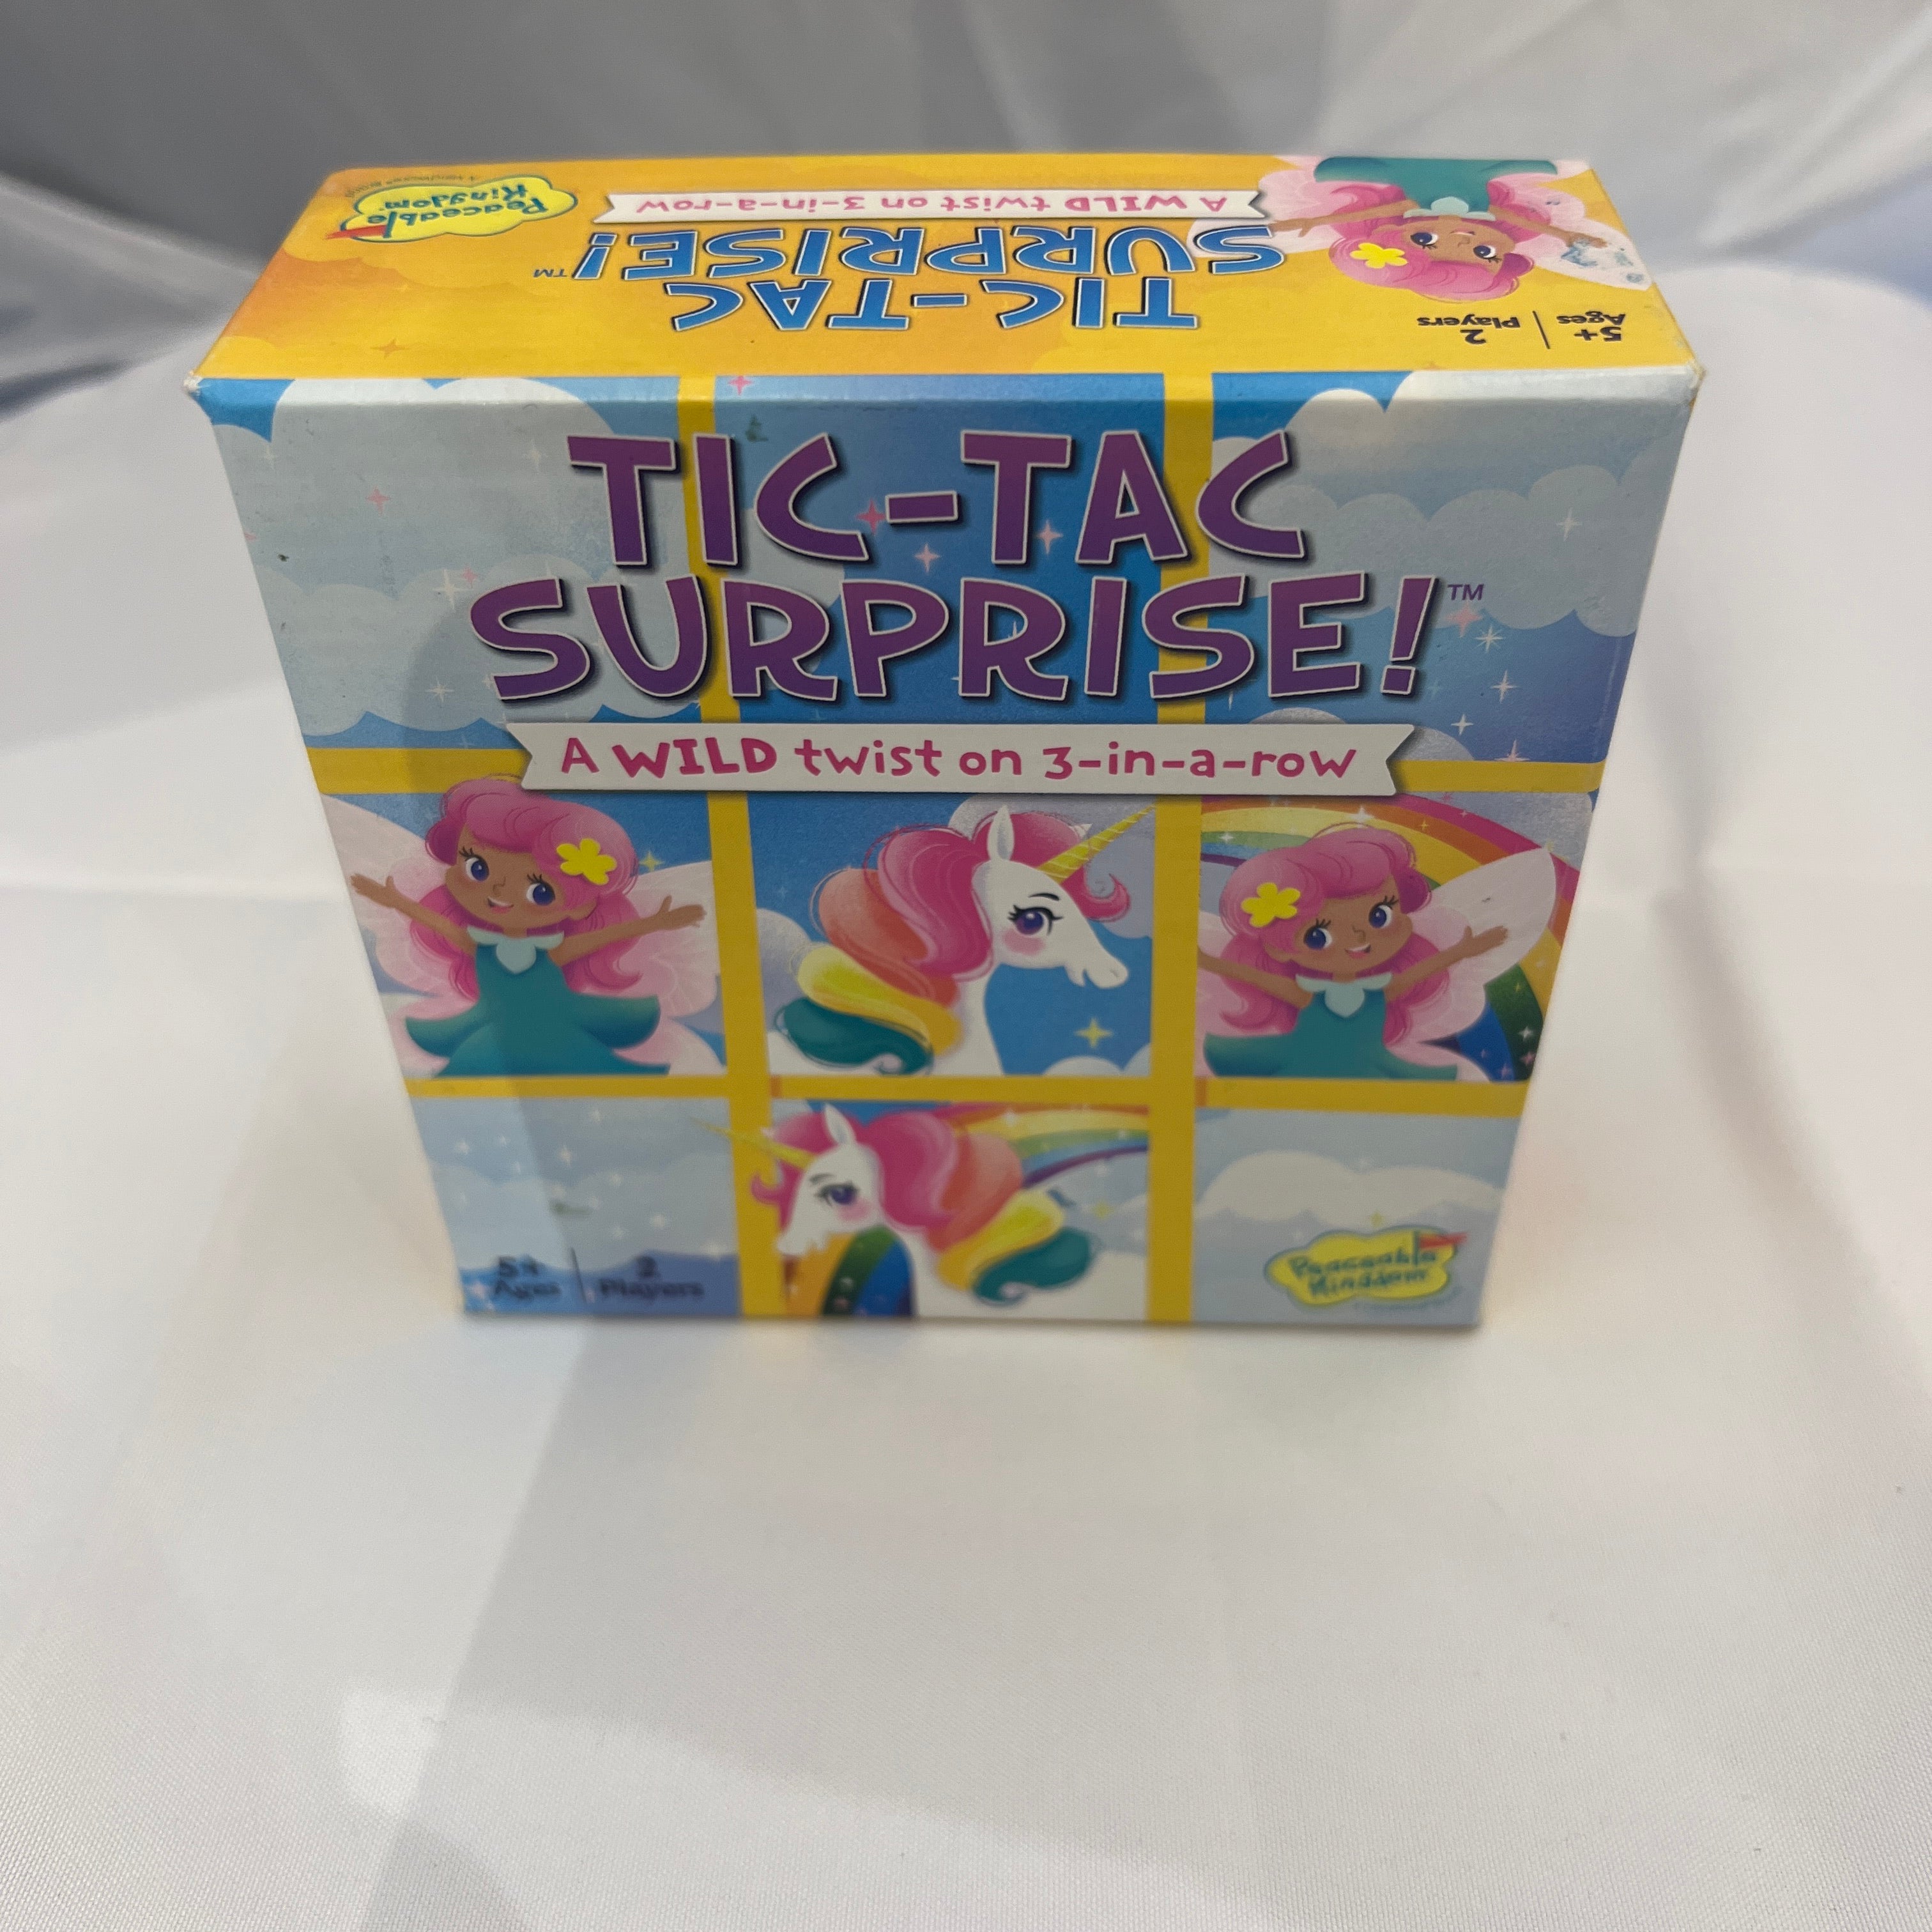 Peaceable
Kingdom
A WILD twist on 3-in-a-row
TIC-TAC
SURPRISE!™
5+
Ages
2
Players
TIC-TAC
SURPRISE!™
A WILD twist on 3-in-a-row
5+
Ages
2
Players
Peaceable
Kingdom